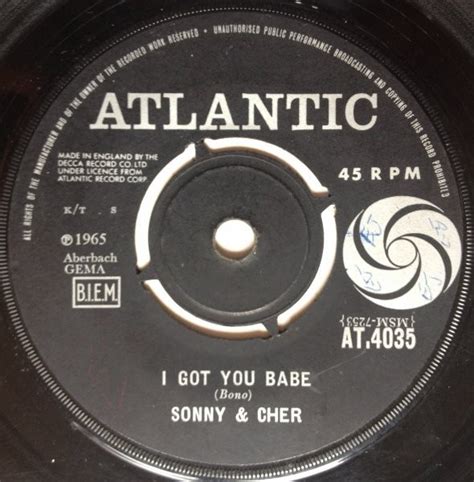 ALL RIGHTS OF THE MANUFACTURER AND OF THE OWNER OF THE RECORDED WORK RESERVED • UNAUTHORISED PUBLIC PERFORMANCE BROADCASTING AND COPYING OF THIS RECORD PROHIBITED
ATLANTIC
MADE IN ENGLAND BY THE
DECCA RECORD CO LTD
UNDER LICENCE FROM
ATLANTIC RECORD CORP.
45 RPM
K/T . S
℗ 1965
Aberbach
GEMA
B.I.E.M.
{MSM-7253}
AT.4035
I GOT YOU BABE
(Bono)
SONNY & CHER